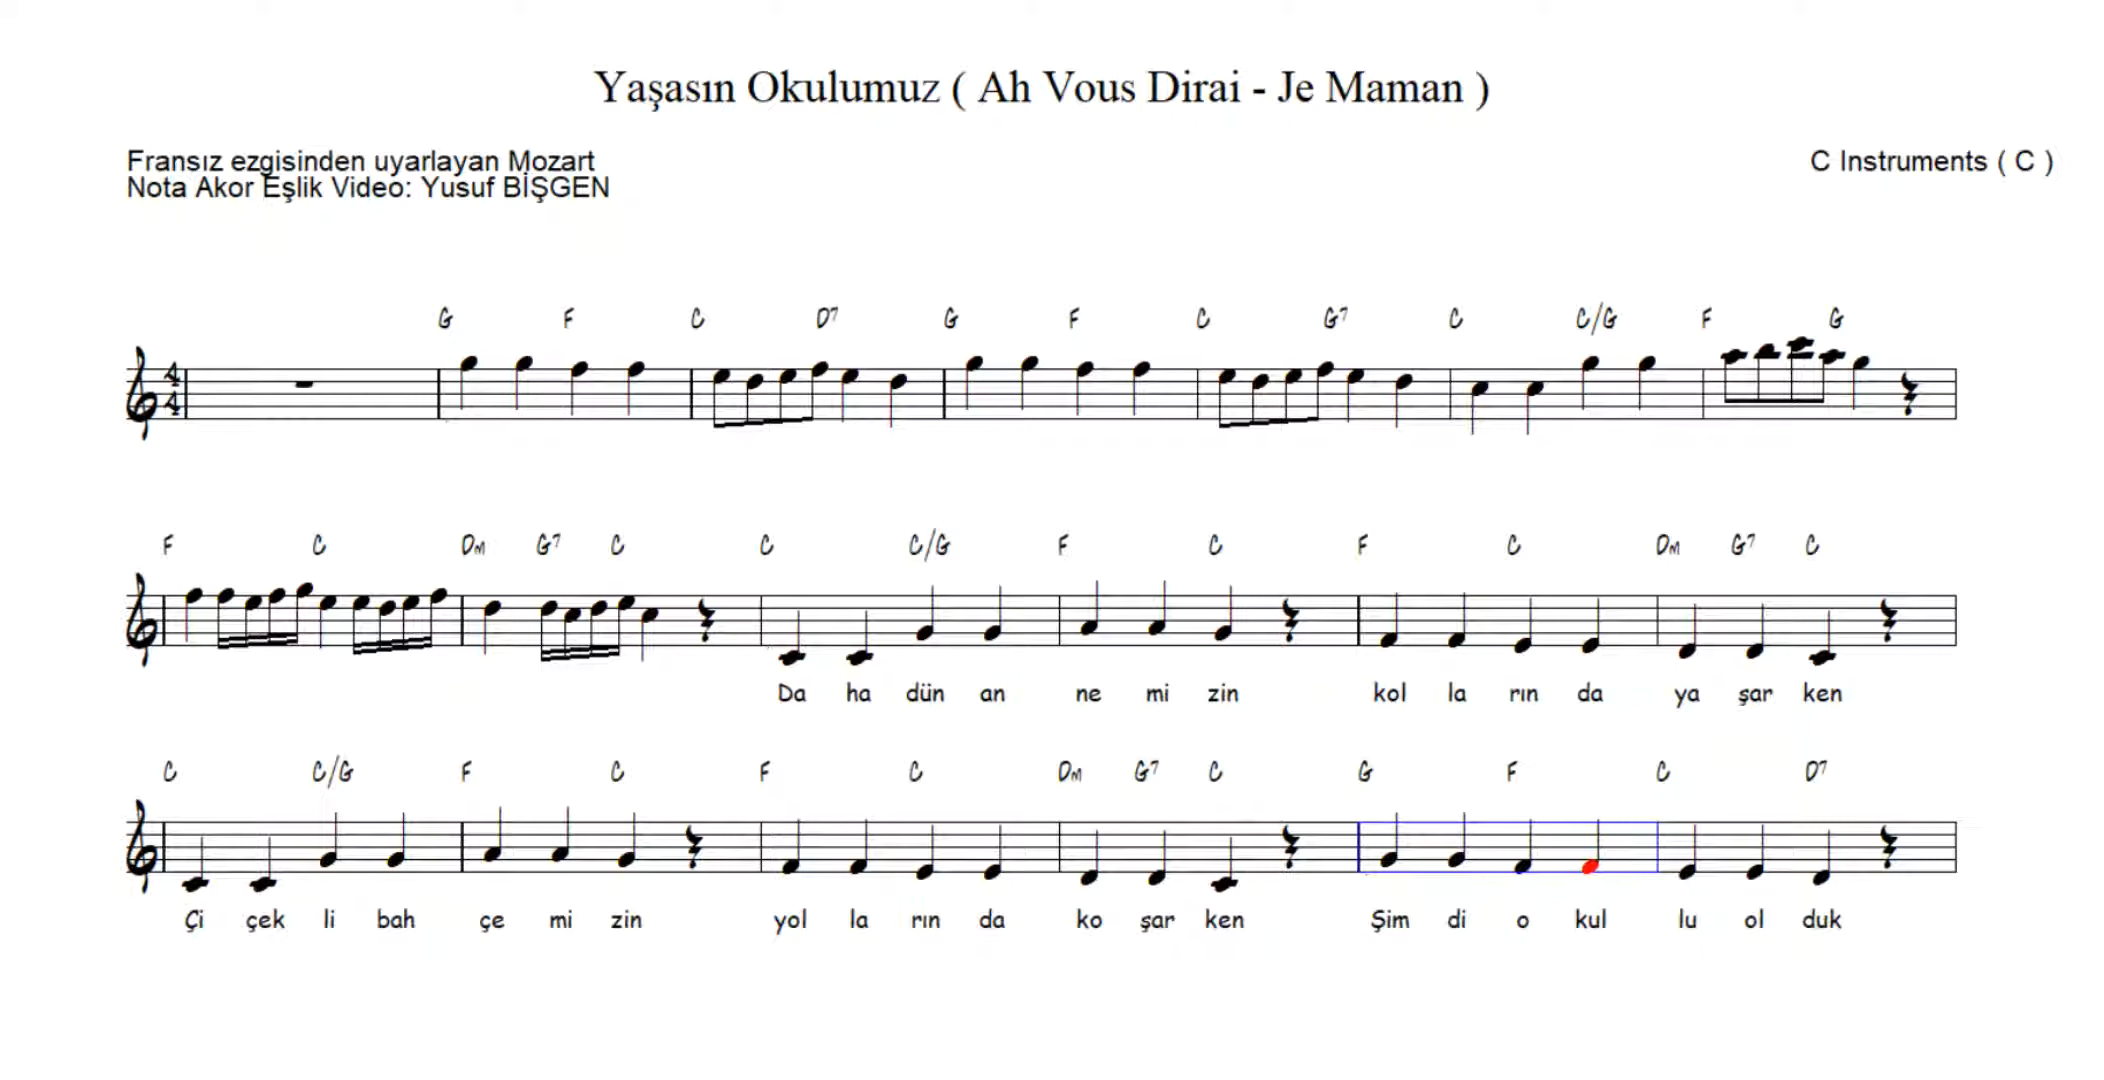 Yaşasın Okulumuz ( Ah Vous Dirai - Je Maman )
Fransız ezgisinden uyarlayan Mozart
C Instruments ( C )
Nota Akor Eşlik Video: Yusuf BİŞGEN
G F C D7 G F C G7 C C/G F G
4
4
F C Dm G7 C C C/G F C F C Dm G7 C
Da ha dün an ne mi zin kol la rın da ya şar ken
C C/G F C F C Dm G7 C G F C D7
Çi çek li bah çe mi zin yol la rın da ko şar ken Şim di o kul lu ol duk